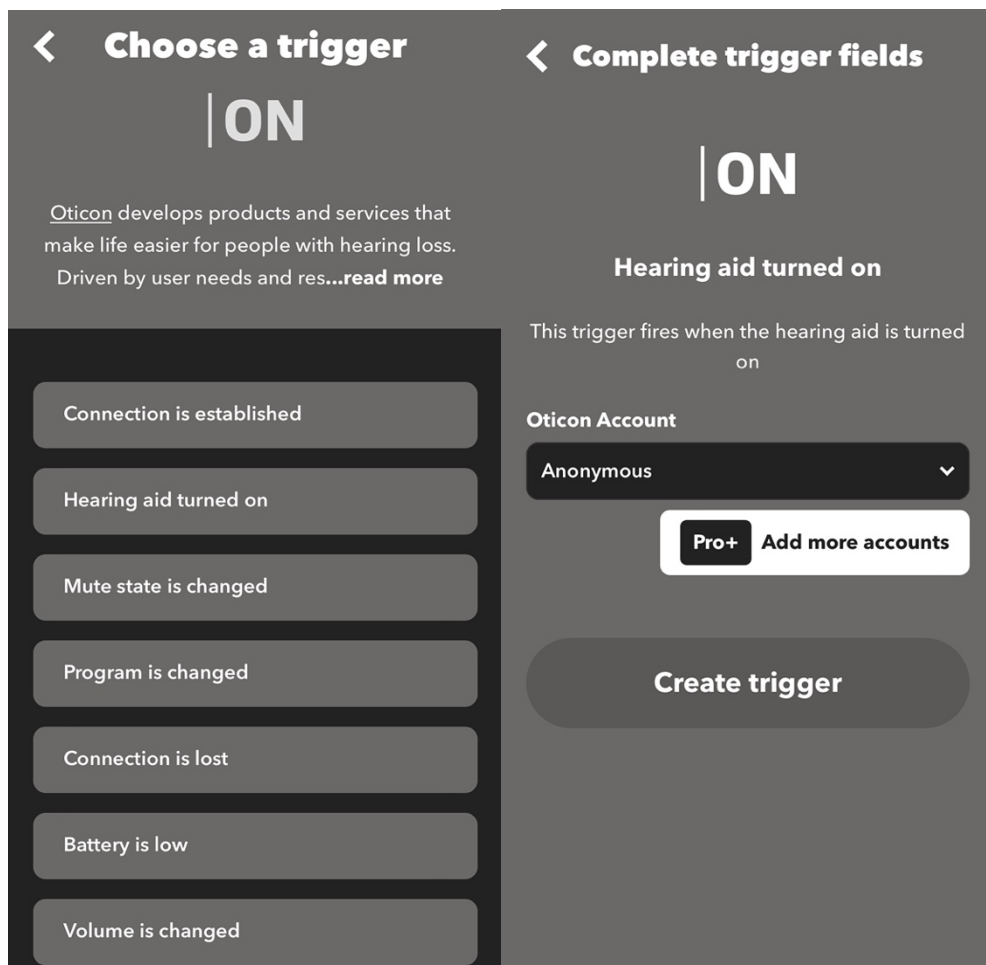 Choose a trigger
ON
Oticon develops products and services that
make life easier for people with hearing loss.
Driven by user needs and res...read more
Connection is established
Hearing aid turned on
Mute state is changed
Program is changed
Connection is lost
Battery is low
Volume is changed
Complete trigger fields
ON
Hearing aid turned on
This trigger fires when the hearing aid is turned
on
Oticon Account
Anonymous
Pro+ Add more accounts
Create trigger